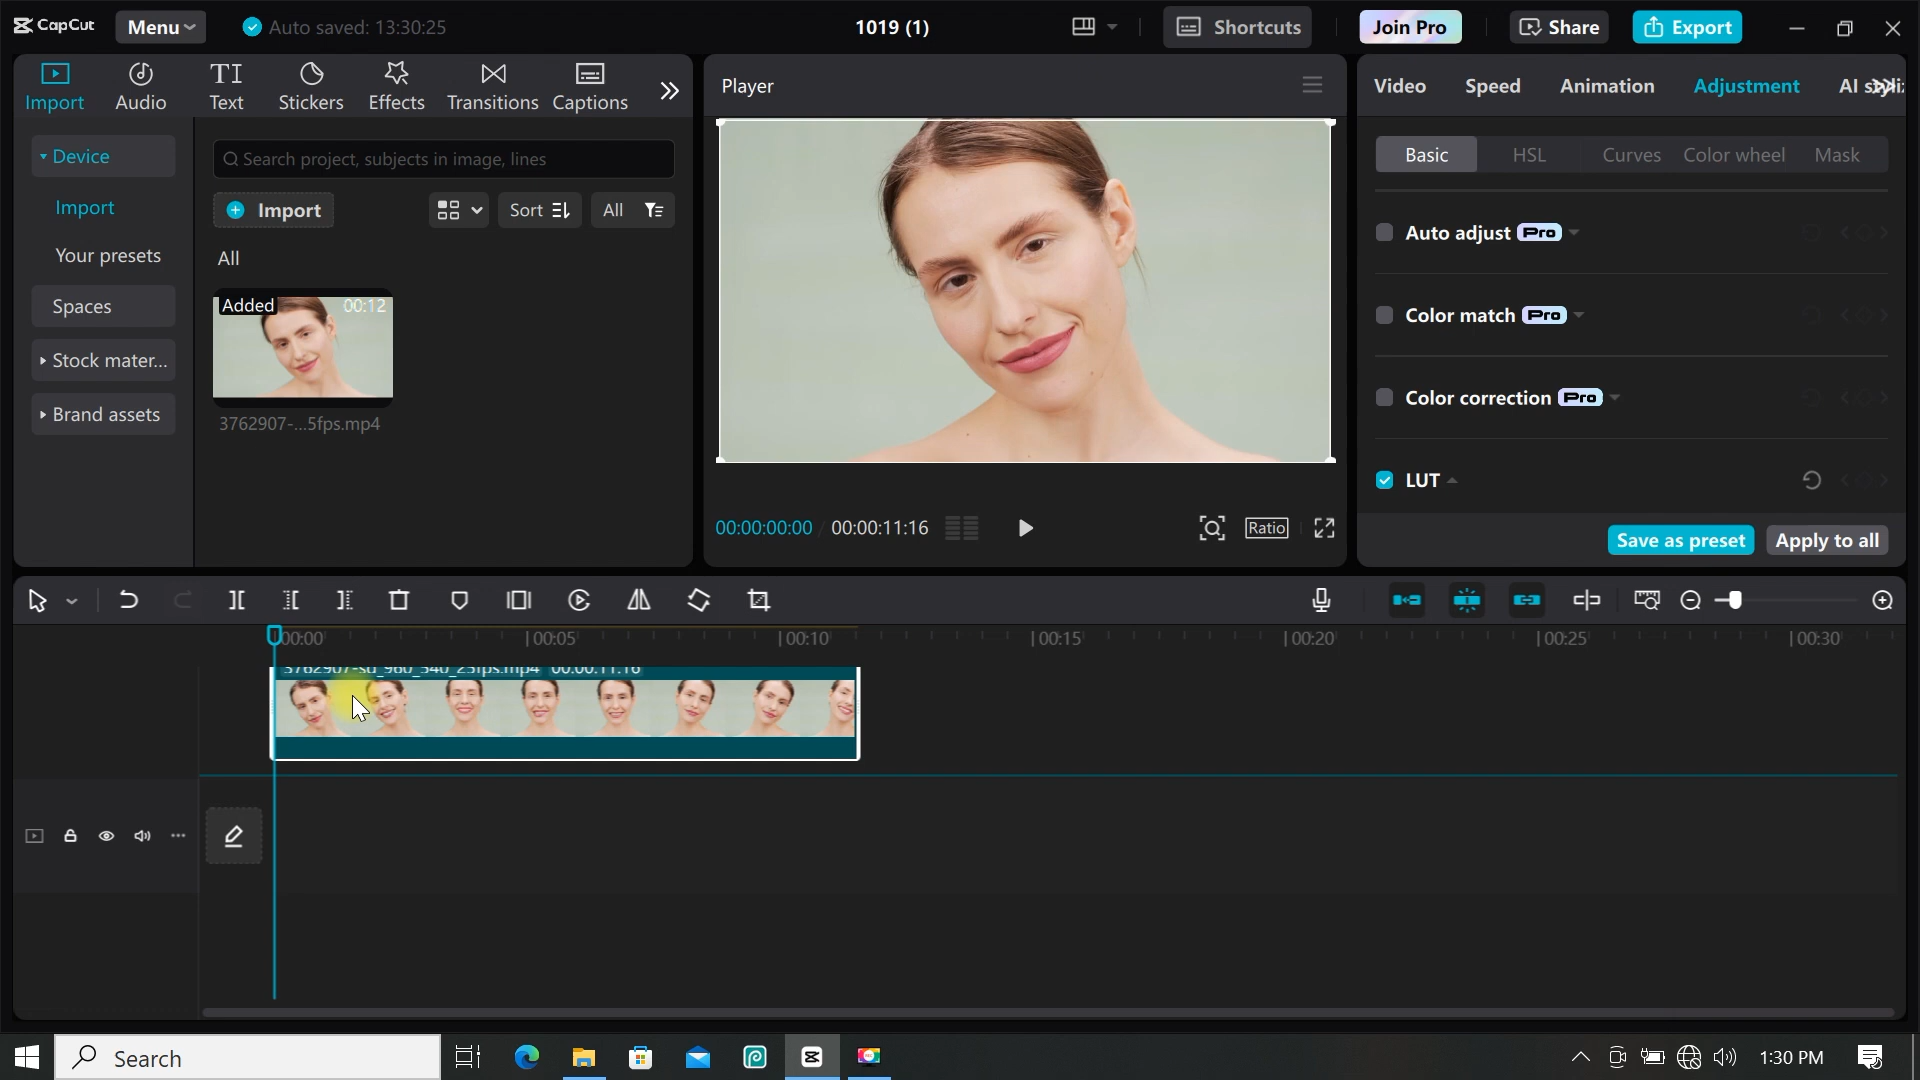 CapCut
Menu
Auto saved: 13:30:25
1019 (1)
Shortcuts
Join Pro
Share
Export
Import
Audio
TI
Text
Stickers
Effects
Transitions
Captions
Player
Video
Speed
Animation
Adjustment
Device
Import
Your presets
Spaces
Stock mater...
Brand assets
Search project, subjects in image, lines
Import
Sort
All
All
Added
00:12
3762907-...5fps.mp4
00:00:00:00
00:00:11:16
Ratio
Basic
HSL
Curves
Color wheel
Mask
Auto adjust Pro
Color match Pro
Color correction Pro
LUT
Save as preset
Apply to all
00:00
00:05
00:10
00:15
00:20
00:25
00:30
3762907-sd_960_540_25fps.mp4 00:00:11:16
Search
1:30 PM